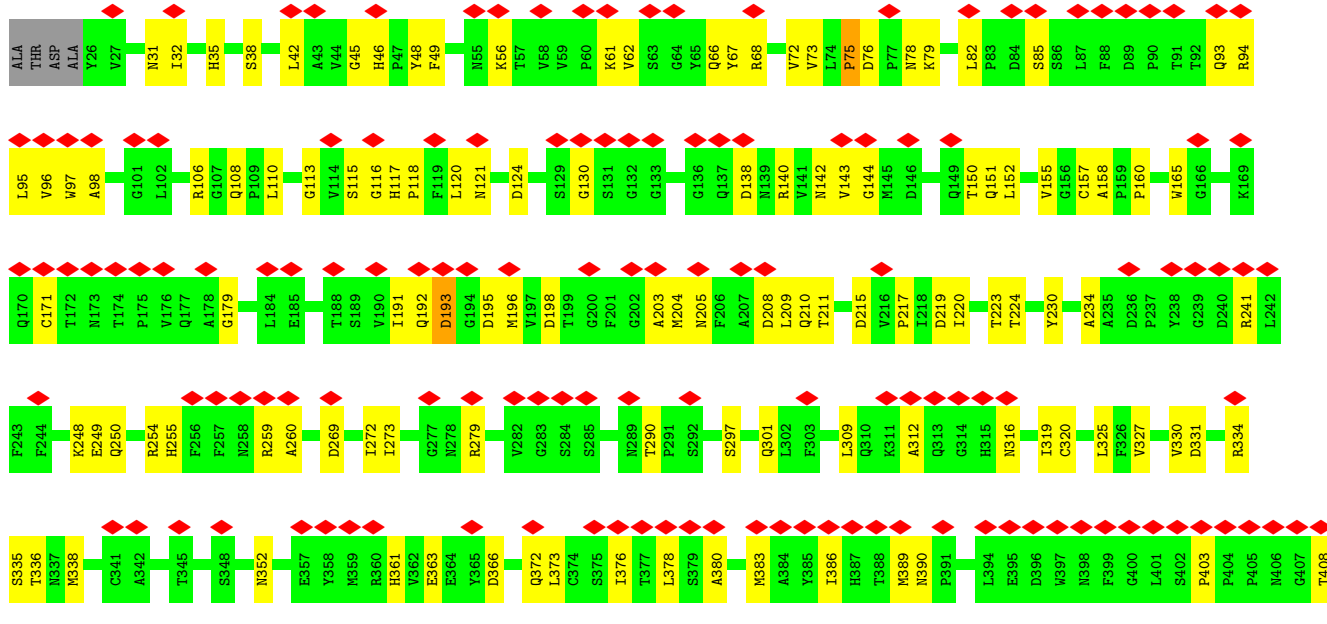 ALA THR ASP ALA Y26 V27 N31 I32 H35 S38 L42 A43 V44 G45 H46 P47 Y48 F49 N55 K56 T57 V58 V59 P60 K61 V62 S63 G64 Y65 Q66 Y67 R68 V72 V73 L74 P75 D76 P77 N78 K79 L82 P83 D84 S85 S86 L87 F88 D89 P90 T91 T92 Q93 R94
L95 V96 W97 A98 G101 L102 R106 G107 Q108 P109 L110 G113 V114 S115 G116 H117 P118 F119 L120 N121 D124 S129 G130 S131 G132 G133 G136 Q137 D138 N139 R140 V141 N142 V143 G144 M145 D146 Q149 T150 Q151 L152 V155 G156 C157 A158 P159 P160 W165 G166 K169
Q170 C171 T172 N173 T174 P175 V176 Q177 A178 G179 L184 E185 T188 S189 V190 I191 Q192 D193 G194 D195 M196 V197 D198 T199 G200 F201 G202 A203 M204 N205 F206 A207 D208 L209 Q210 T211 D215 V216 P217 I218 D219 I220 T223 T224 Y230 A234 A235 D236 P237 Y238 G239 D240 R241 L242
F243 F244 K248 E249 Q250 R254 H255 F256 F257 N258 R259 A260 D269 I272 I273 G277 N278 R279 V282 G283 S284 S285 N289 T290 P291 S292 S297 Q301 L302 F303 L309 Q310 K311 A312 Q313 G314 H315 N316 I319 C320 L325 F326 V327 V330 D331 R334
S335 T336 N337 M338 C341 A342 T345 S348 N352 E357 Y358 M359 R360 H361 V362 E363 E364 Y365 D366 Q372 L373 C374 S375 I376 T377 L378 S379 A380 M383 A384 Y385 I386 H387 T388 M389 N390 P391 L394 E395 D396 W397 N398 F399 G400 L401 S402 P403 P404 P405 N406 G407 T408